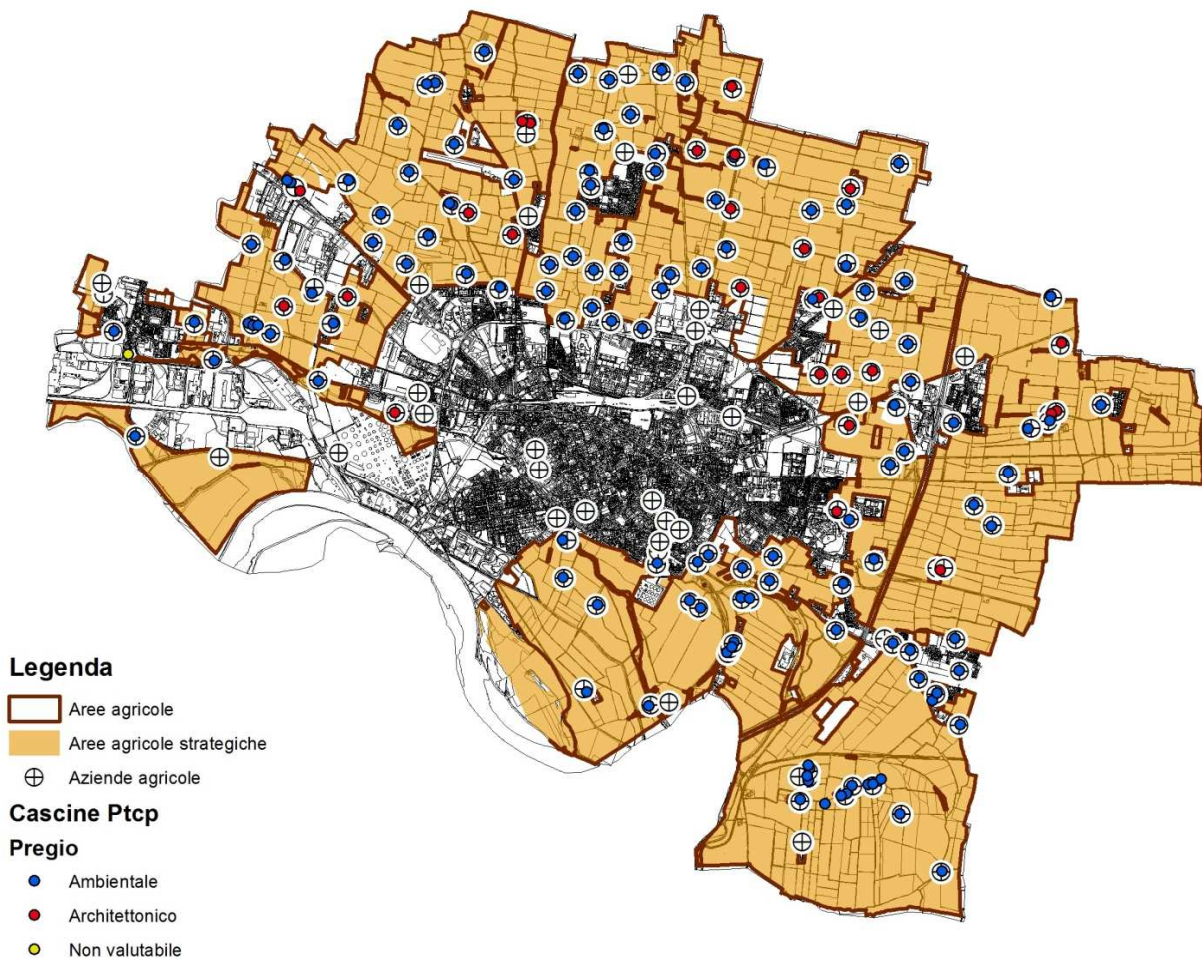 Legenda
Aree agricole
Aree agricole strategiche
Aziende agricole
Cascine Ptcp
Pregio
Ambientale
Architettonico
Non valutabile